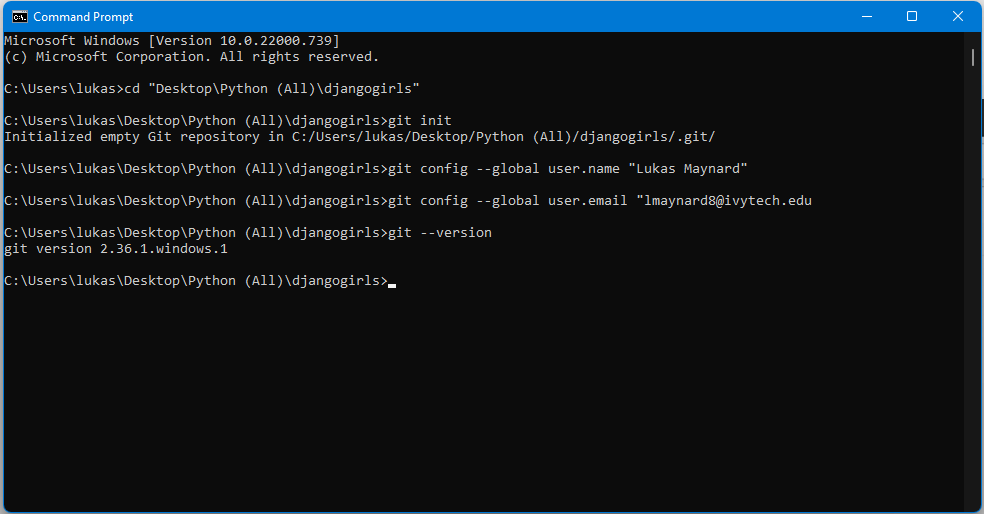 Command Prompt
Microsoft Windows [Version 10.0.22000.739]
(c) Microsoft Corporation. All rights reserved.
C:\Users\lukas>cd "Desktop\Python (All)\djangogirls"
C:\Users\lukas\Desktop\Python (All)\djangogirls>git init
Initialized empty Git repository in C:/Users/lukas/Desktop/Python (All)/djangogirls/.git/
C:\Users\lukas\Desktop\Python (All)\djangogirls>git config --global user.name "Lukas Maynard"
C:\Users\lukas\Desktop\Python (All)\djangogirls>git config --global user.email "lmaynard8@ivytech.edu
C:\Users\lukas\Desktop\Python (All)\djangogirls>git --version
git version 2.36.1.windows.1
C:\Users\lukas\Desktop\Python (All)\djangogirls>